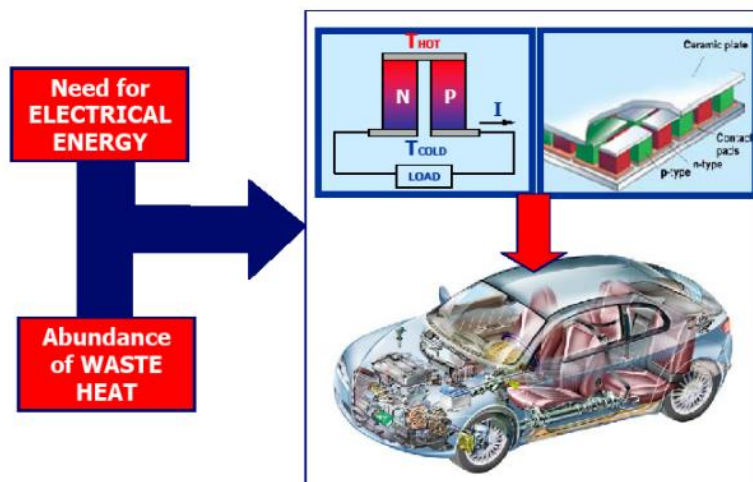 Need for
ELECTRICAL
ENERGY
Abundance
of WASTE
HEAT
THOT
N
P
I
TCOLD
LOAD
Ceramic plate
Contact
pads
n-type
p-type